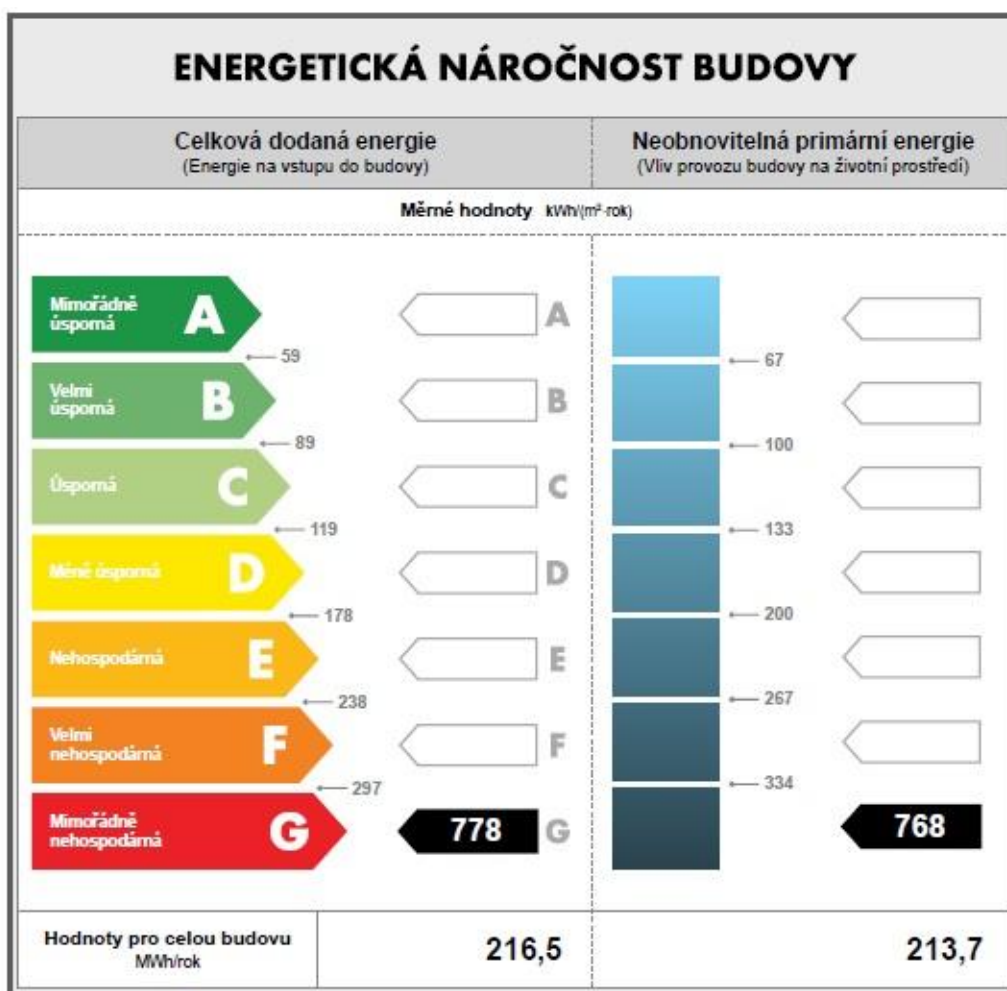 ENERGETICKÁ NÁROČNOST BUDOVY
Celková dodaná energie
(Energie na vstupu do budovy)
Neobnovitelná primární energie
(Vliv provozu budovy na životní prostředí)
Měrné hodnoty kWh/(m²·rok)
Mimořádně
úsporná
A
A
59
67
Velmi
úsporná
B
B
89
100
Úsporná
C
C
119
133
Méně úsporná
D
D
178
200
Nehospodárná
E
E
238
267
Velmi
nehospodárná
F
F
297
334
Mimořádně
nehospodárná
G
778
G
768
Hodnoty pro celou budovu
MWh/rok
216,5
213,7